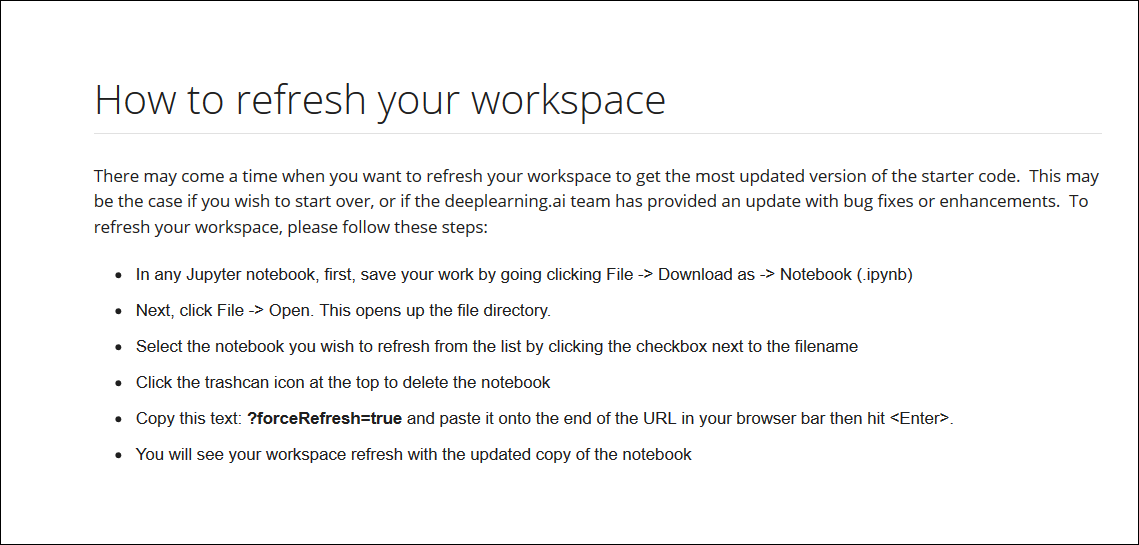 How to refresh your workspace
There may come a time when you want to refresh your workspace to get the most updated version of the starter code.  This may
be the case if you wish to start over, or if the deeplearning.ai team has provided an update with bug fixes or enhancements.  To
refresh your workspace, please follow these steps:
• In any Jupyter notebook, first, save your work by going clicking File -> Download as -> Notebook (.ipynb)
• Next, click File -> Open. This opens up the file directory.
• Select the notebook you wish to refresh from the list by clicking the checkbox next to the filename
• Click the trashcan icon at the top to delete the notebook
• Copy this text: ?forceRefresh=true and paste it onto the end of the URL in your browser bar then hit <Enter>.
• You will see your workspace refresh with the updated copy of the notebook